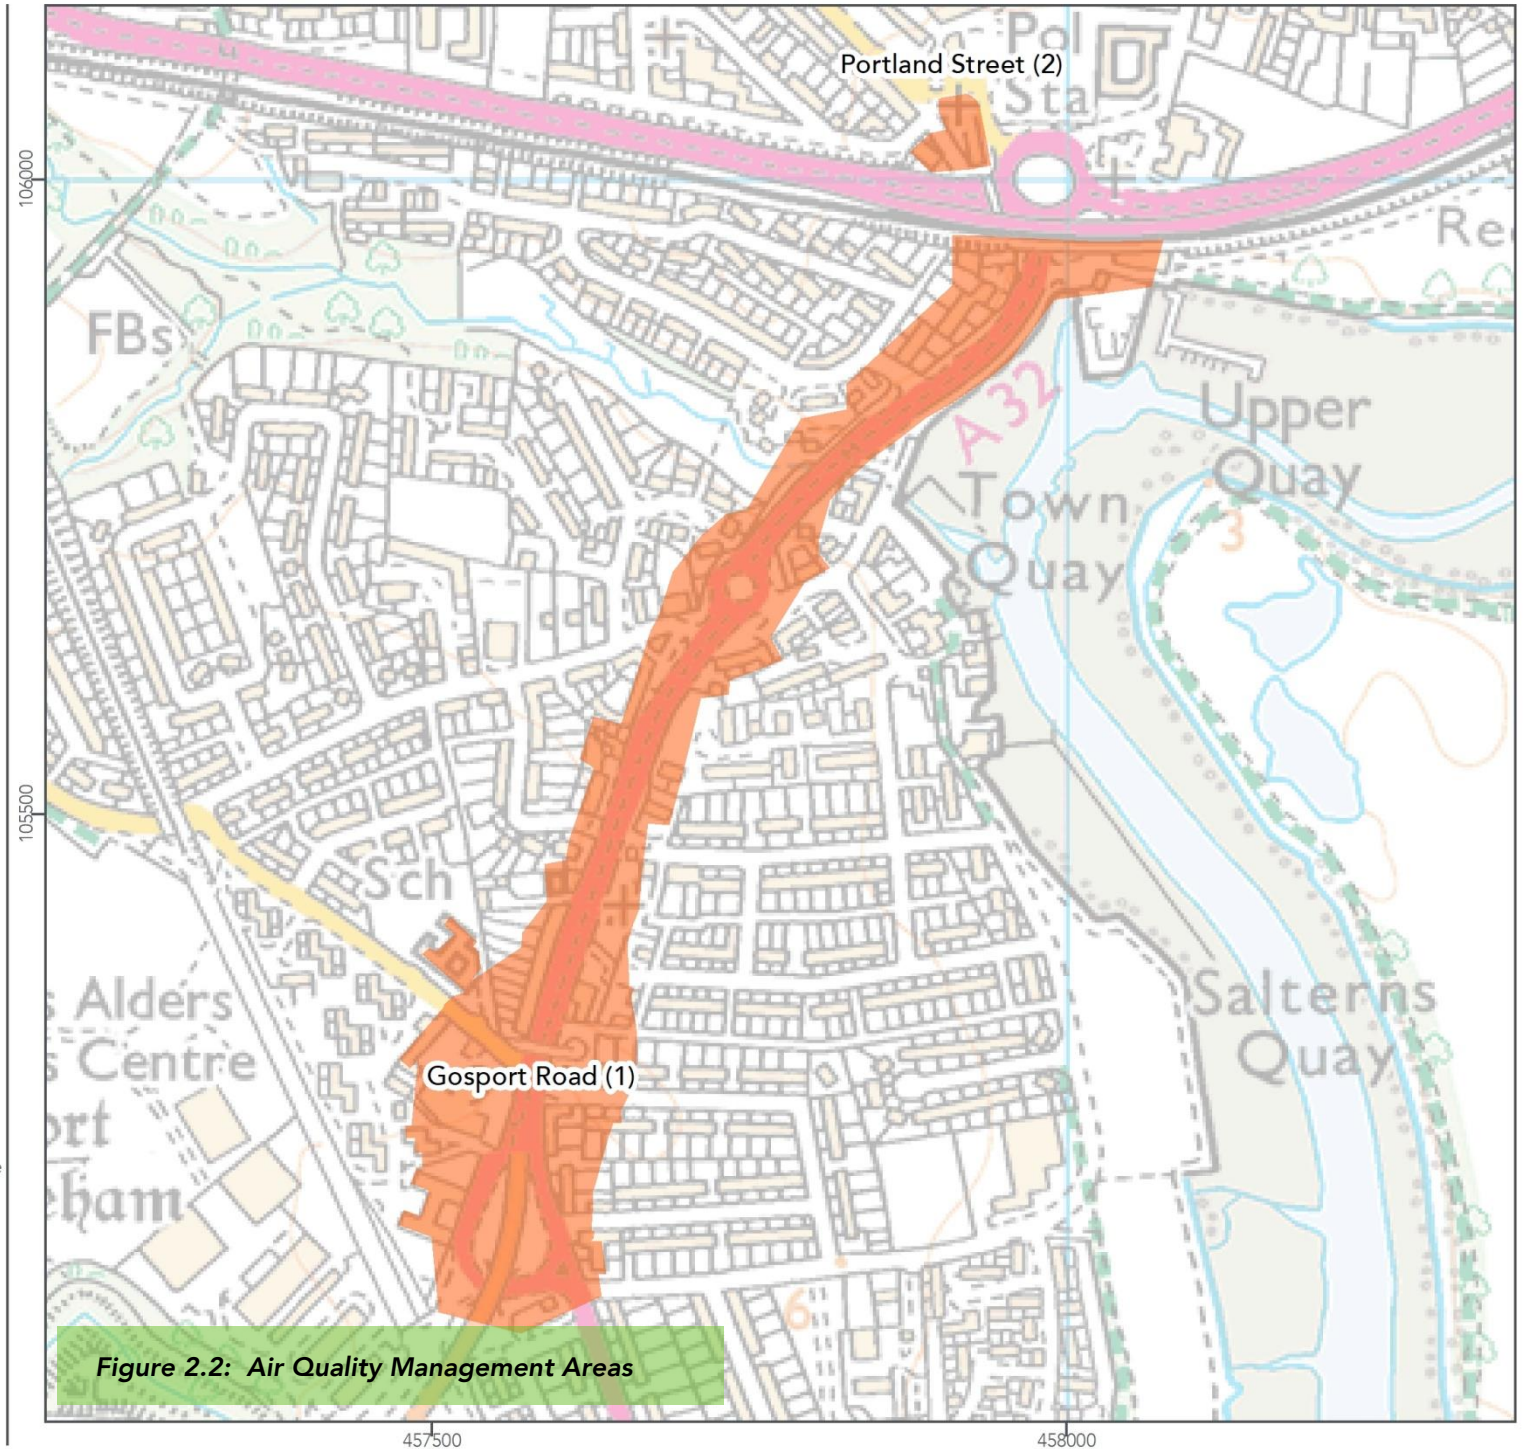 Pol
Portland Street (2)
Sta
106000
Re
FBs
A 32
Upper
Quay
Town
Quay
3
105500
Sch
Salterns
Quay
s Alders
s Centre
Gosport Road (1)
ort
eham
6
Figure 2.2: Air Quality Management Areas
457500
458000